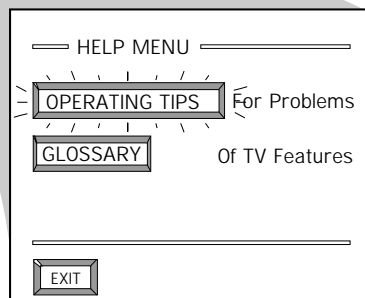 HELP MENU
OPERATING TIPS For Problems
GLOSSARY Of TV Features
EXIT